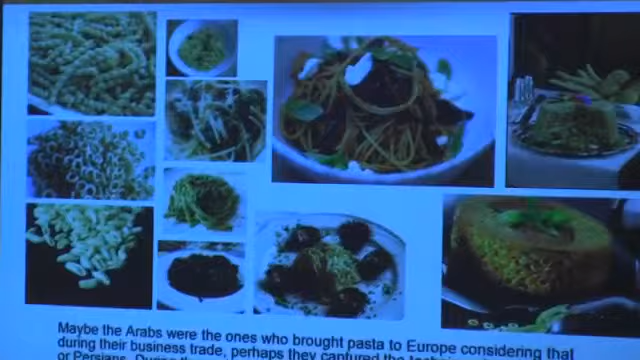 Maybe the Arabs were the ones who brought pasta to Europe considering that
during their business trade, perhaps they captured the
or Persians. During the